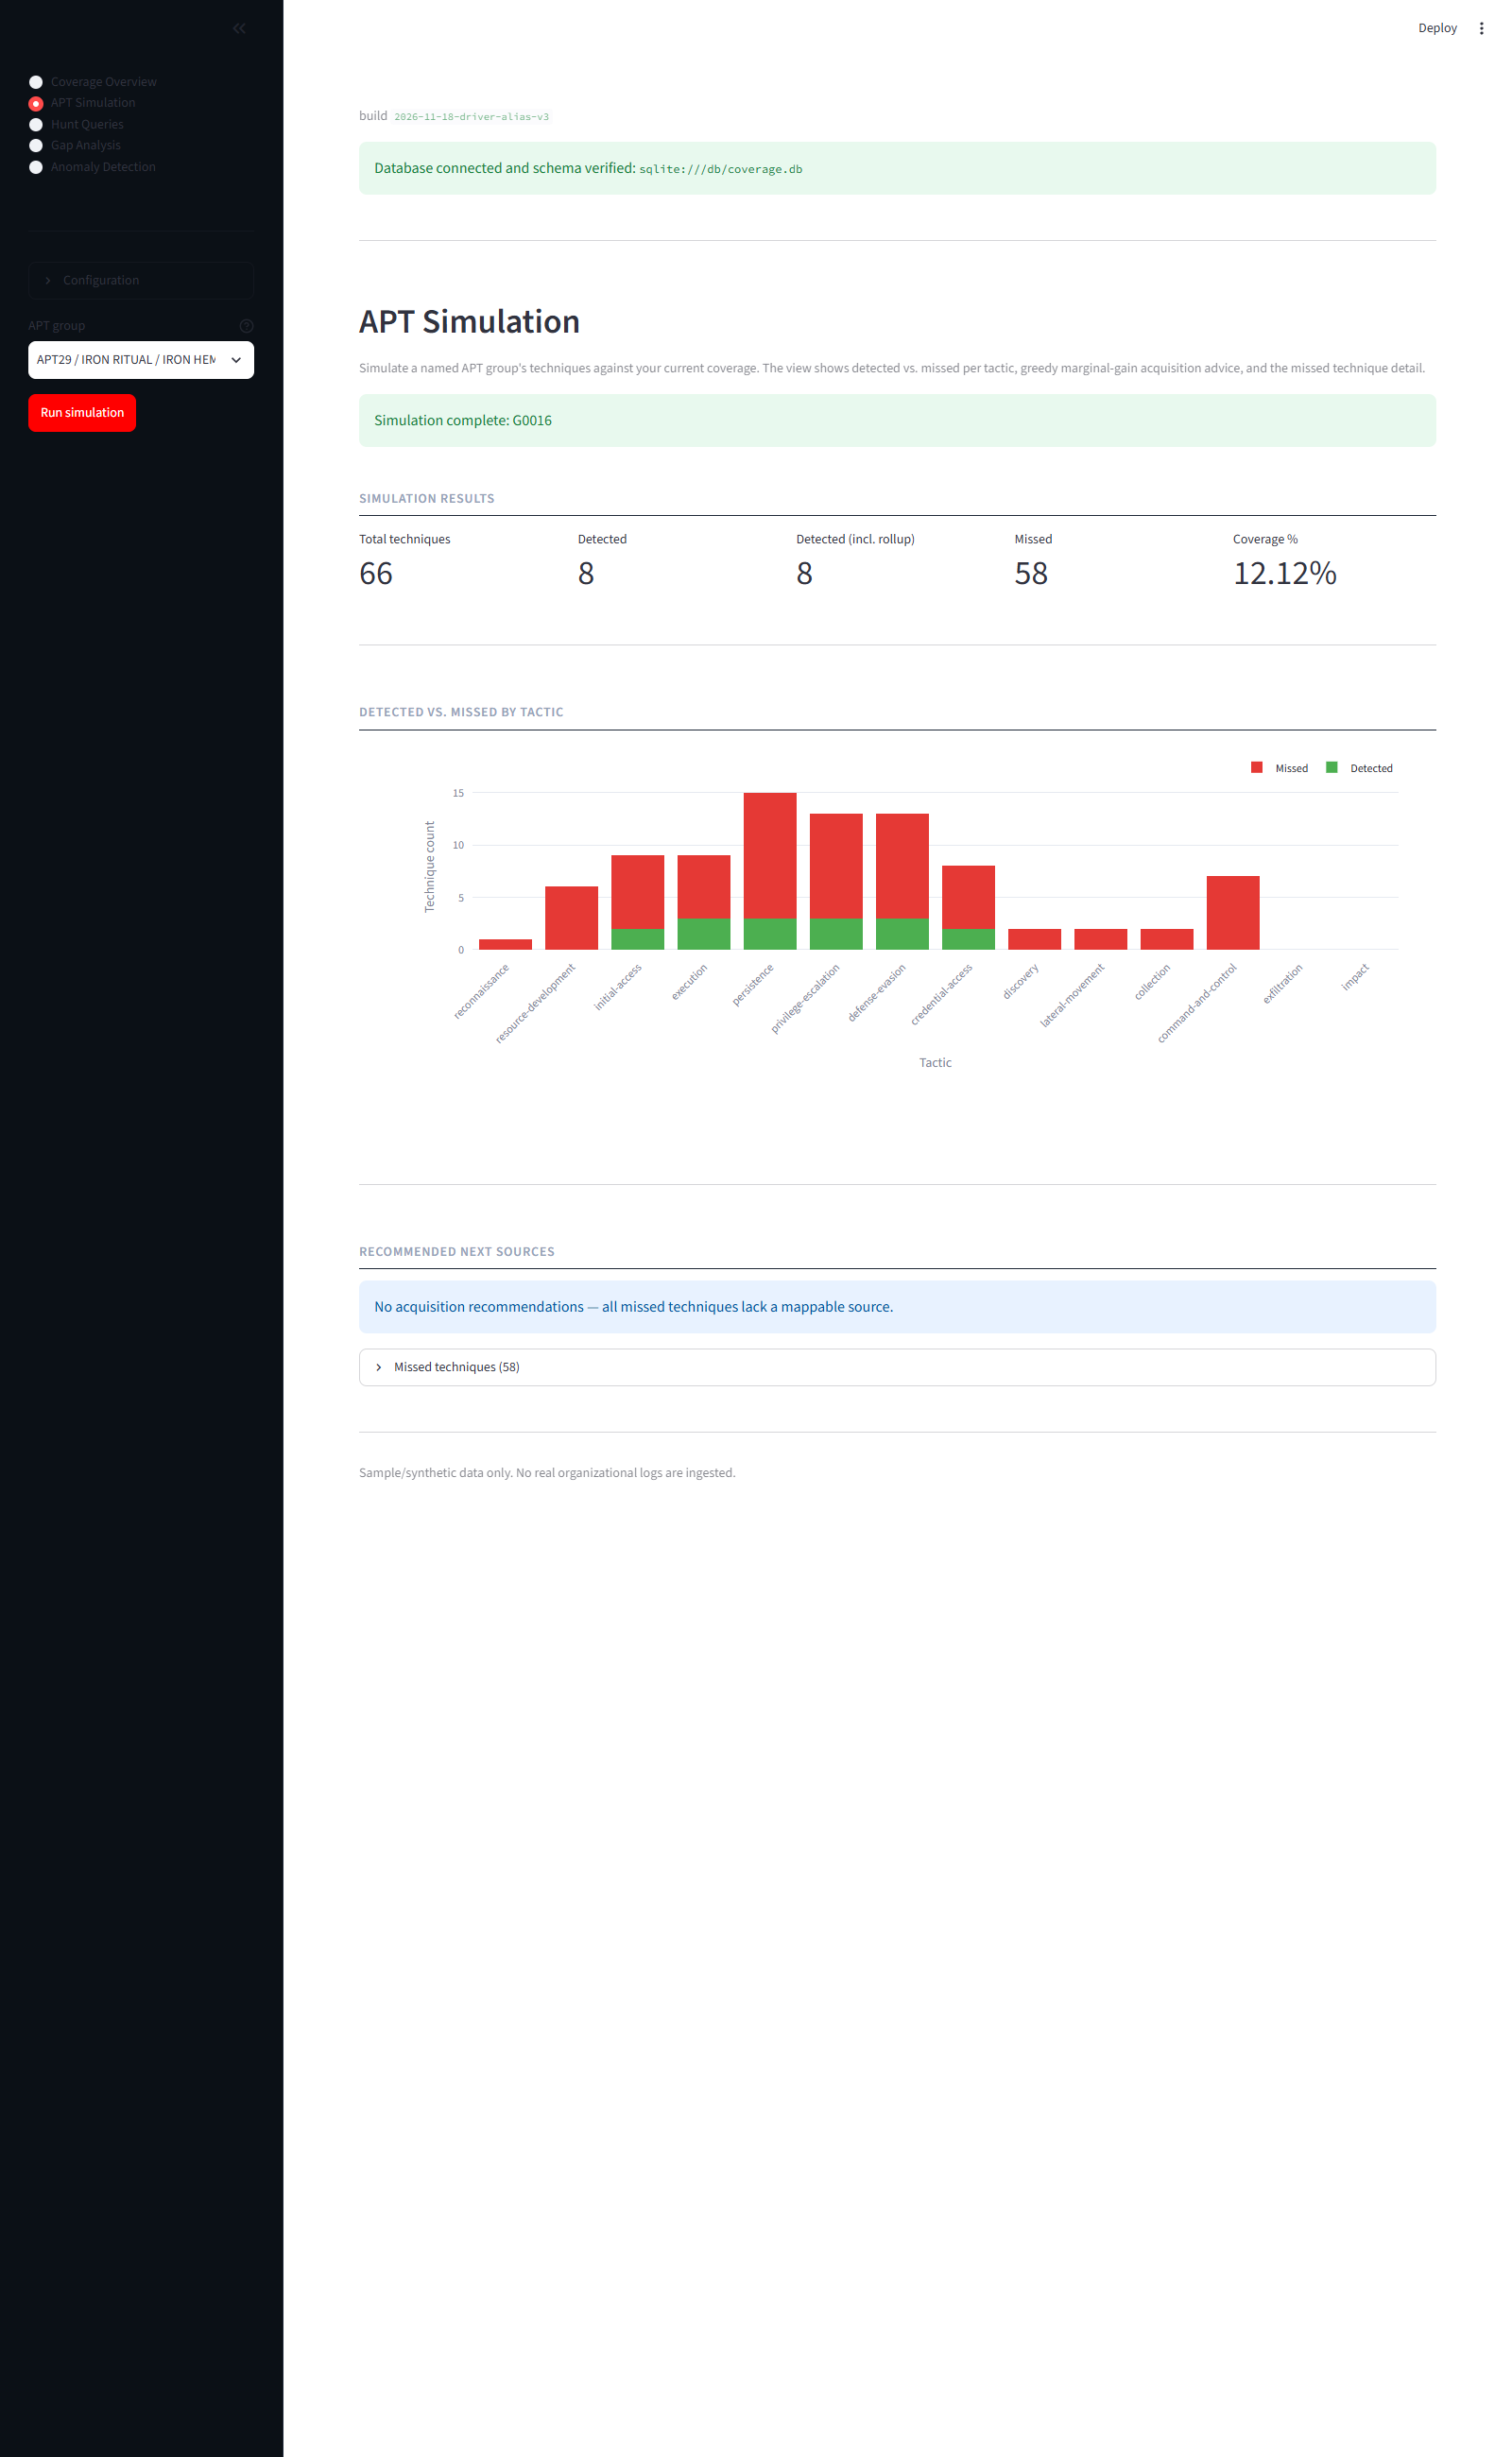 Deploy
Coverage Overview
APT Simulation
Hunt Queries
Gap Analysis
Anomaly Detection
Configuration
APT group
APT29 / IRON RITUAL / IRON HEM
Run simulation
build 2026-11-18-driver-alias-v3
Database connected and schema verified: sqlite:///db/coverage.db
APT Simulation
Simulate a named APT group's techniques against your current coverage. The view shows detected vs. missed per tactic, greedy marginal-gain acquisition advice, and the missed technique detail.
Simulation complete: G0016
SIMULATION RESULTS
Total techniques Detected Detected (incl. rollup) Missed Coverage %
66 8 8 58 12.12%
DETECTED VS. MISSED BY TACTIC
Missed Detected
Technique count
15
10
5
0
reconnaissance
resource-development
initial-access
execution
persistence
privilege-escalation
defense-evasion
credential-access
discovery
lateral-movement
collection
command-and-control
exfiltration
impact
Tactic
RECOMMENDED NEXT SOURCES
No acquisition recommendations — all missed techniques lack a mappable source.
Missed techniques (58)
Sample/synthetic data only. No real organizational logs are ingested.